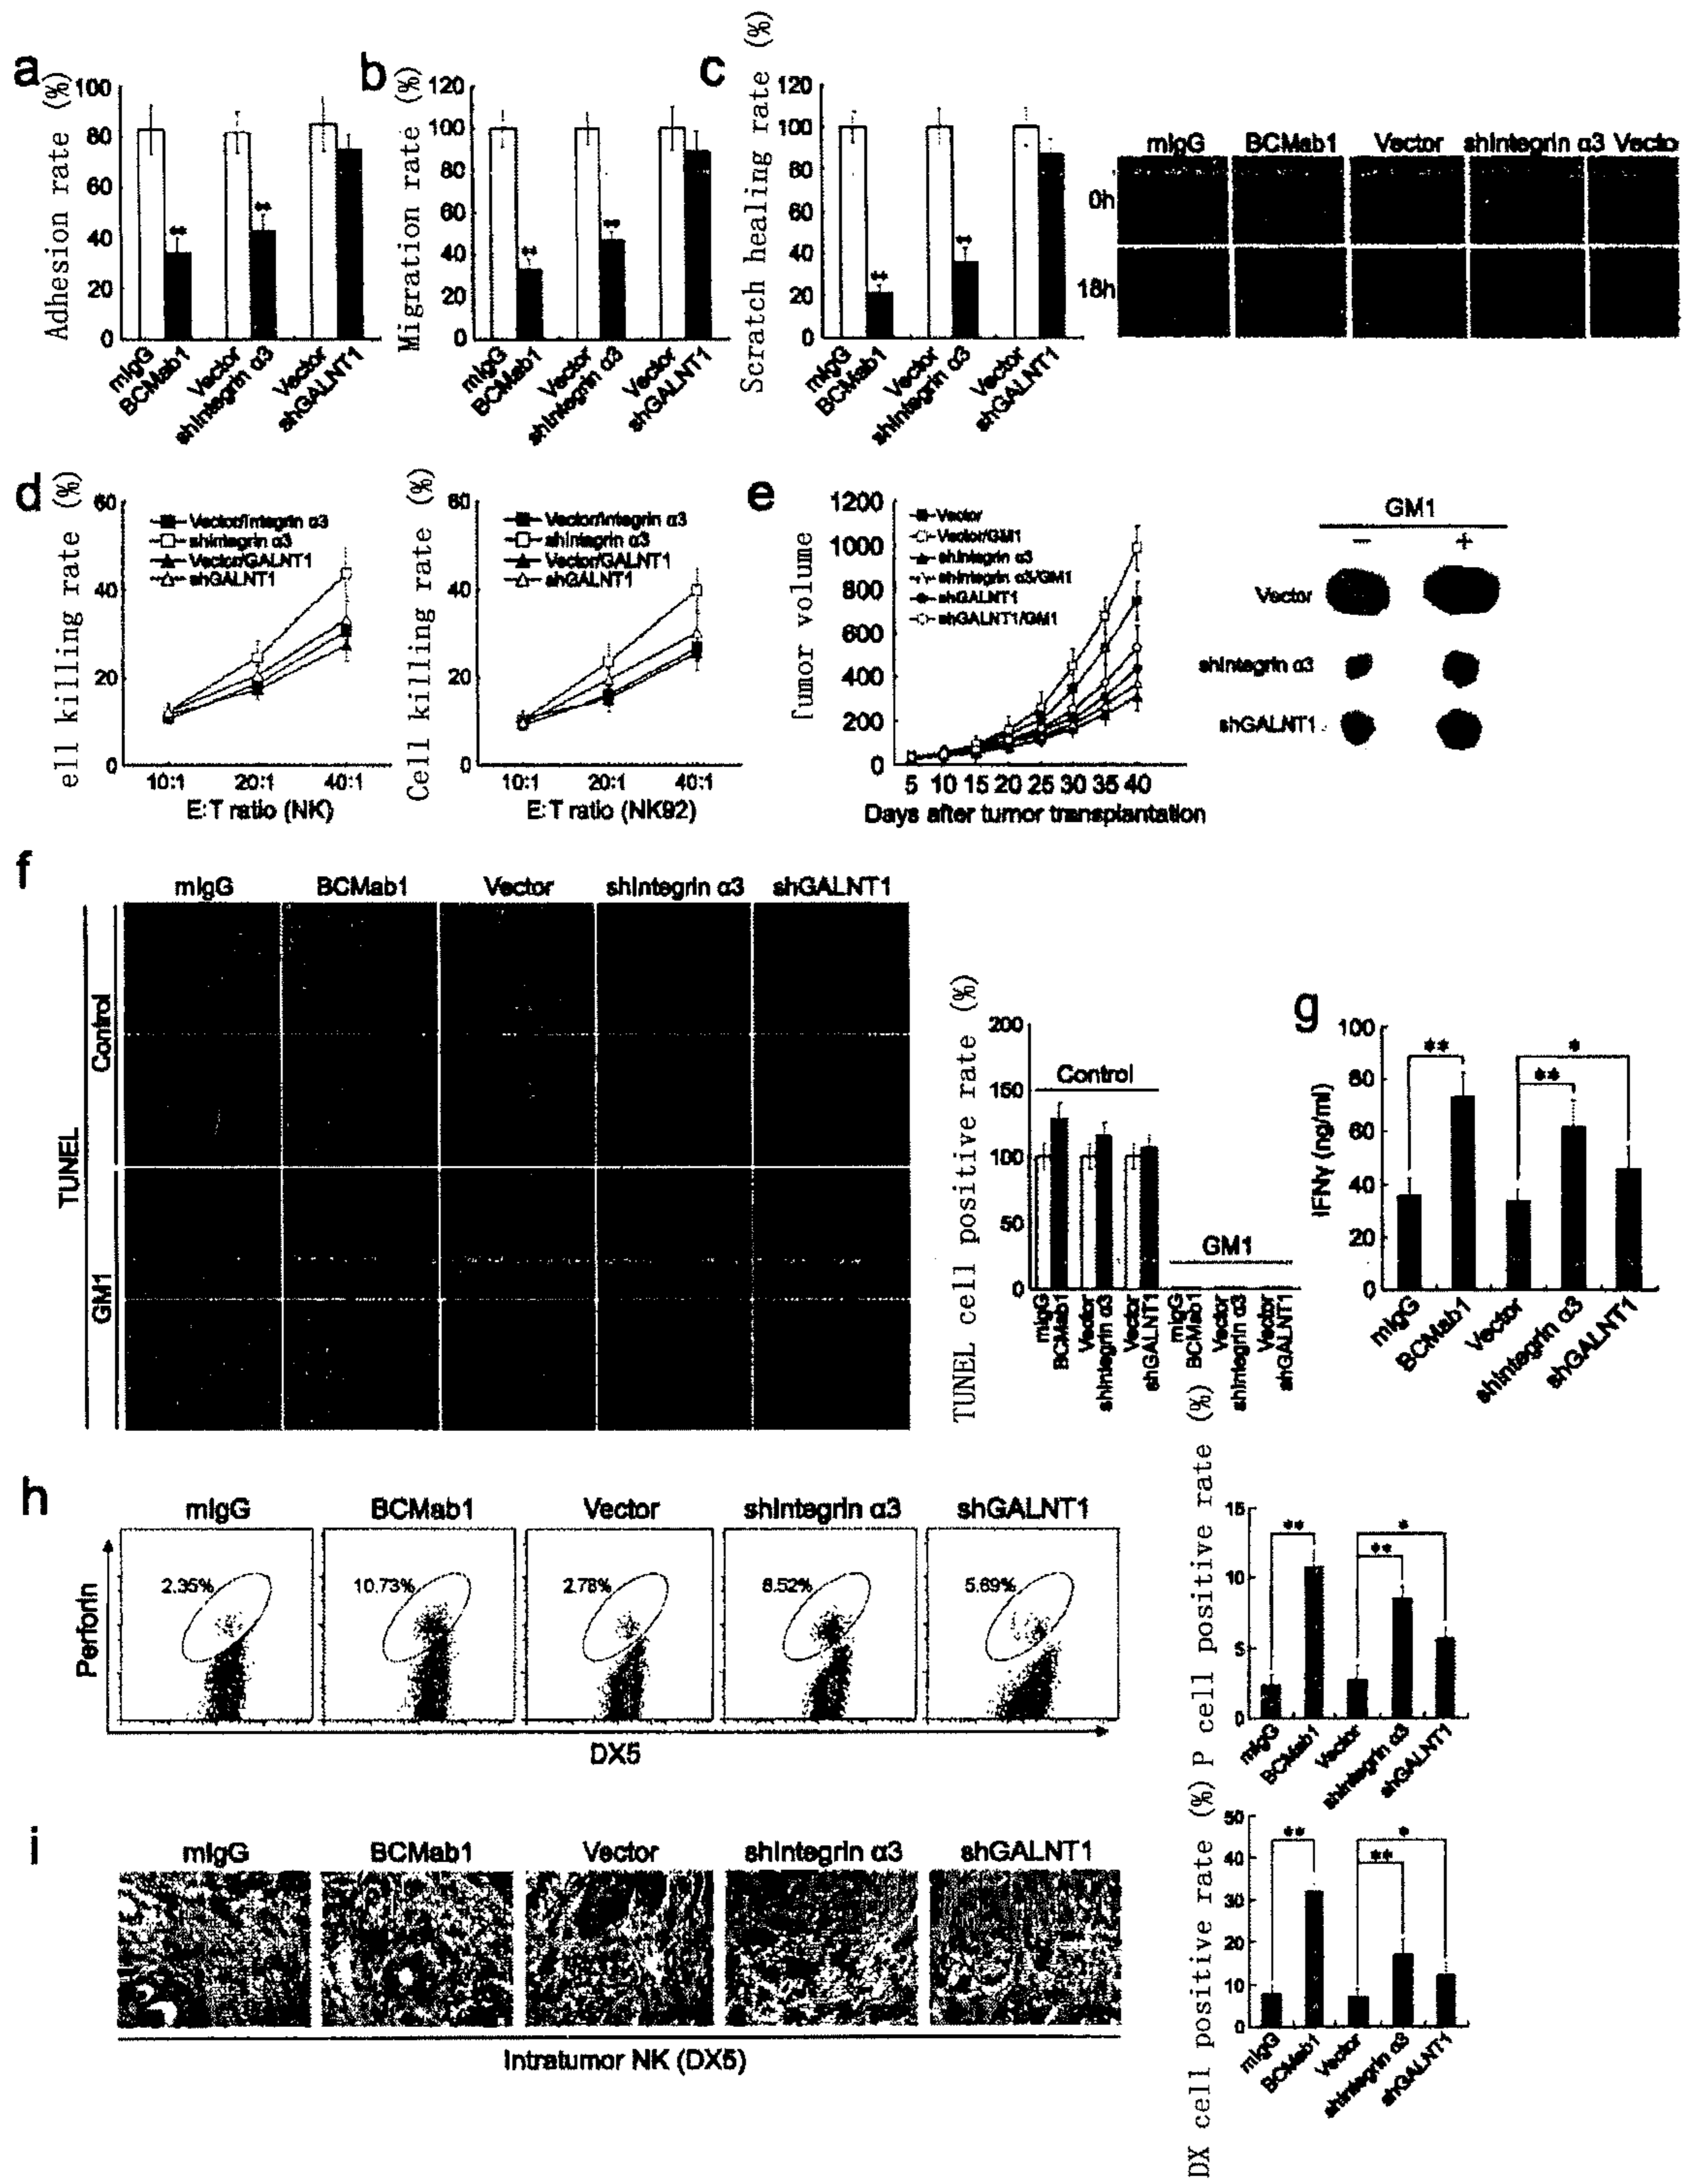 a
Adhesion rate (%)
100
80
60
40
20
0
mIgG
BCMab1
Vector
shIntegrin α3
Vector
shGALNT1
**
**
b
Migration rate (%)
120
100
80
60
40
20
0
mIgG
BCMab1
Vector
shIntegrin α3
Vector
shGALNT1
**
**
c
Scratch healing rate (%)
120
100
80
60
40
20
0
mIgG
BCMab1
Vector
shIntegrin α3
Vector
shGALNT1
**
**
mIgG BCMab1 Vector shIntegrin α3 Vecto
0h
18h
d
ell killing rate (%)
60
40
20
0
Vector/Integrin α3
shIntegrin α3
Vector/GALNT1
shGALNT1
10:1 20:1 40:1
E:T ratio (NK)
Cell killing rate (%)
60
40
20
0
Vector/Integrin α3
shIntegrin α3
Vector/GALNT1
shGALNT1
10:1 20:1 40:1
E:T ratio (NK92)
e
Tumor volume
1200
1000
800
600
400
200
0
Vector
Vector/GM1
shIntegrin α3
shIntegrin α3/GM1
shGALNT1
shGALNT1/GM1
5 10 15 20 25 30 35 40
Days after tumor transplantation
GM1
− +
Vector
shIntegrin α3
shGALNT1
f
mIgG BCMab1 Vector shIntegrin α3 shGALNT1
TUNEL
Control
GM1
TUNEL cell positive rate (%)
200
150
100
50
0
Control
GM1
mIgG
BCMab1
Vector
shIntegrin α3
Vector
shGALNT1
mIgG
BCMab1
Vector
shIntegrin α3
Vector
shGALNT1
g
IFNγ (ng/ml)
100
80
60
40
20
0
** *
**
mIgG
BCMab1
Vector
shIntegrin α3
shGALNT1
h
mIgG BCMab1 Vector shIntegrin α3 shGALNT1
2.35% 10.73% 2.78% 8.52% 5.69%
Perforin
DX5
P cell positive rate (%)
15
10
5
0
** *
**
mIgG
BCMab1
Vector
shIntegrin α3
shGALNT1
i
mIgG BCMab1 Vector shIntegrin α3 shGALNT1
Intratumor NK (DX5)
DX cell positive rate (%)
50
40
30
20
10
0
** *
**
mIgG
BCMab1
Vector
shIntegrin α3
shGALNT1